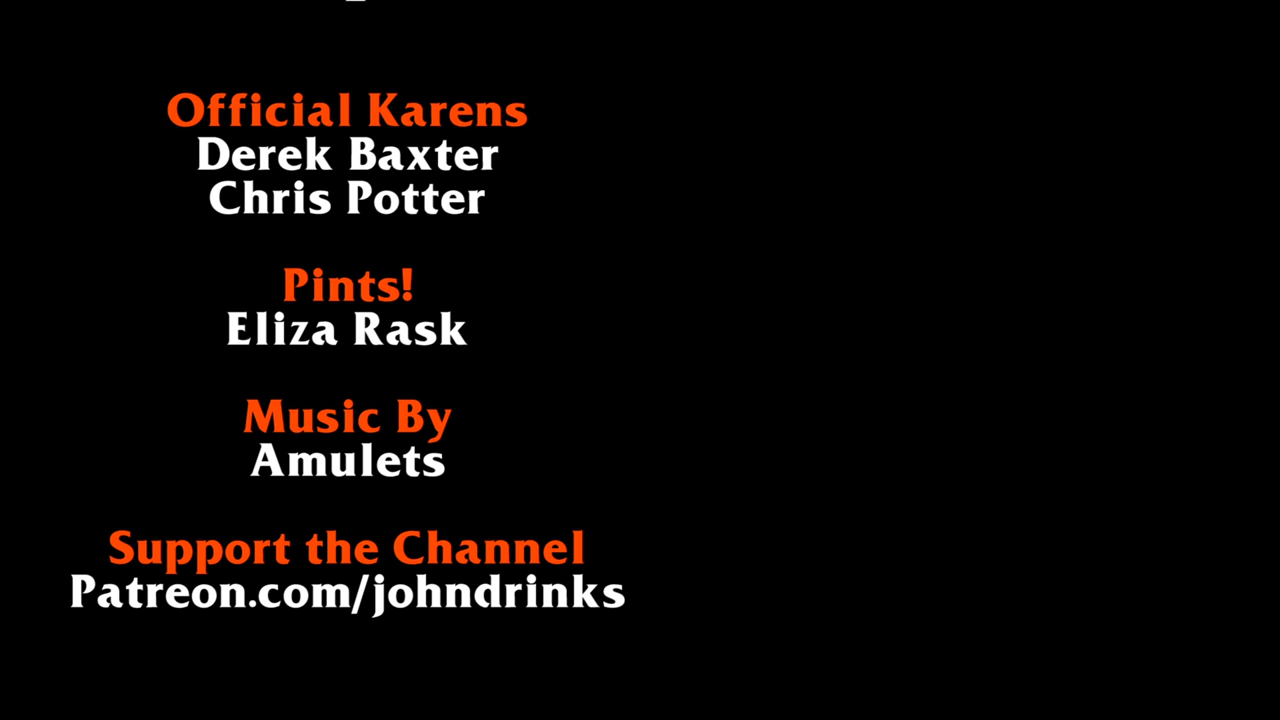 Official Karens
Derek Baxter
Chris Potter
Pints!
Eliza Rask
Music By
Amulets
Support the Channel
Patreon.com/johndrinks